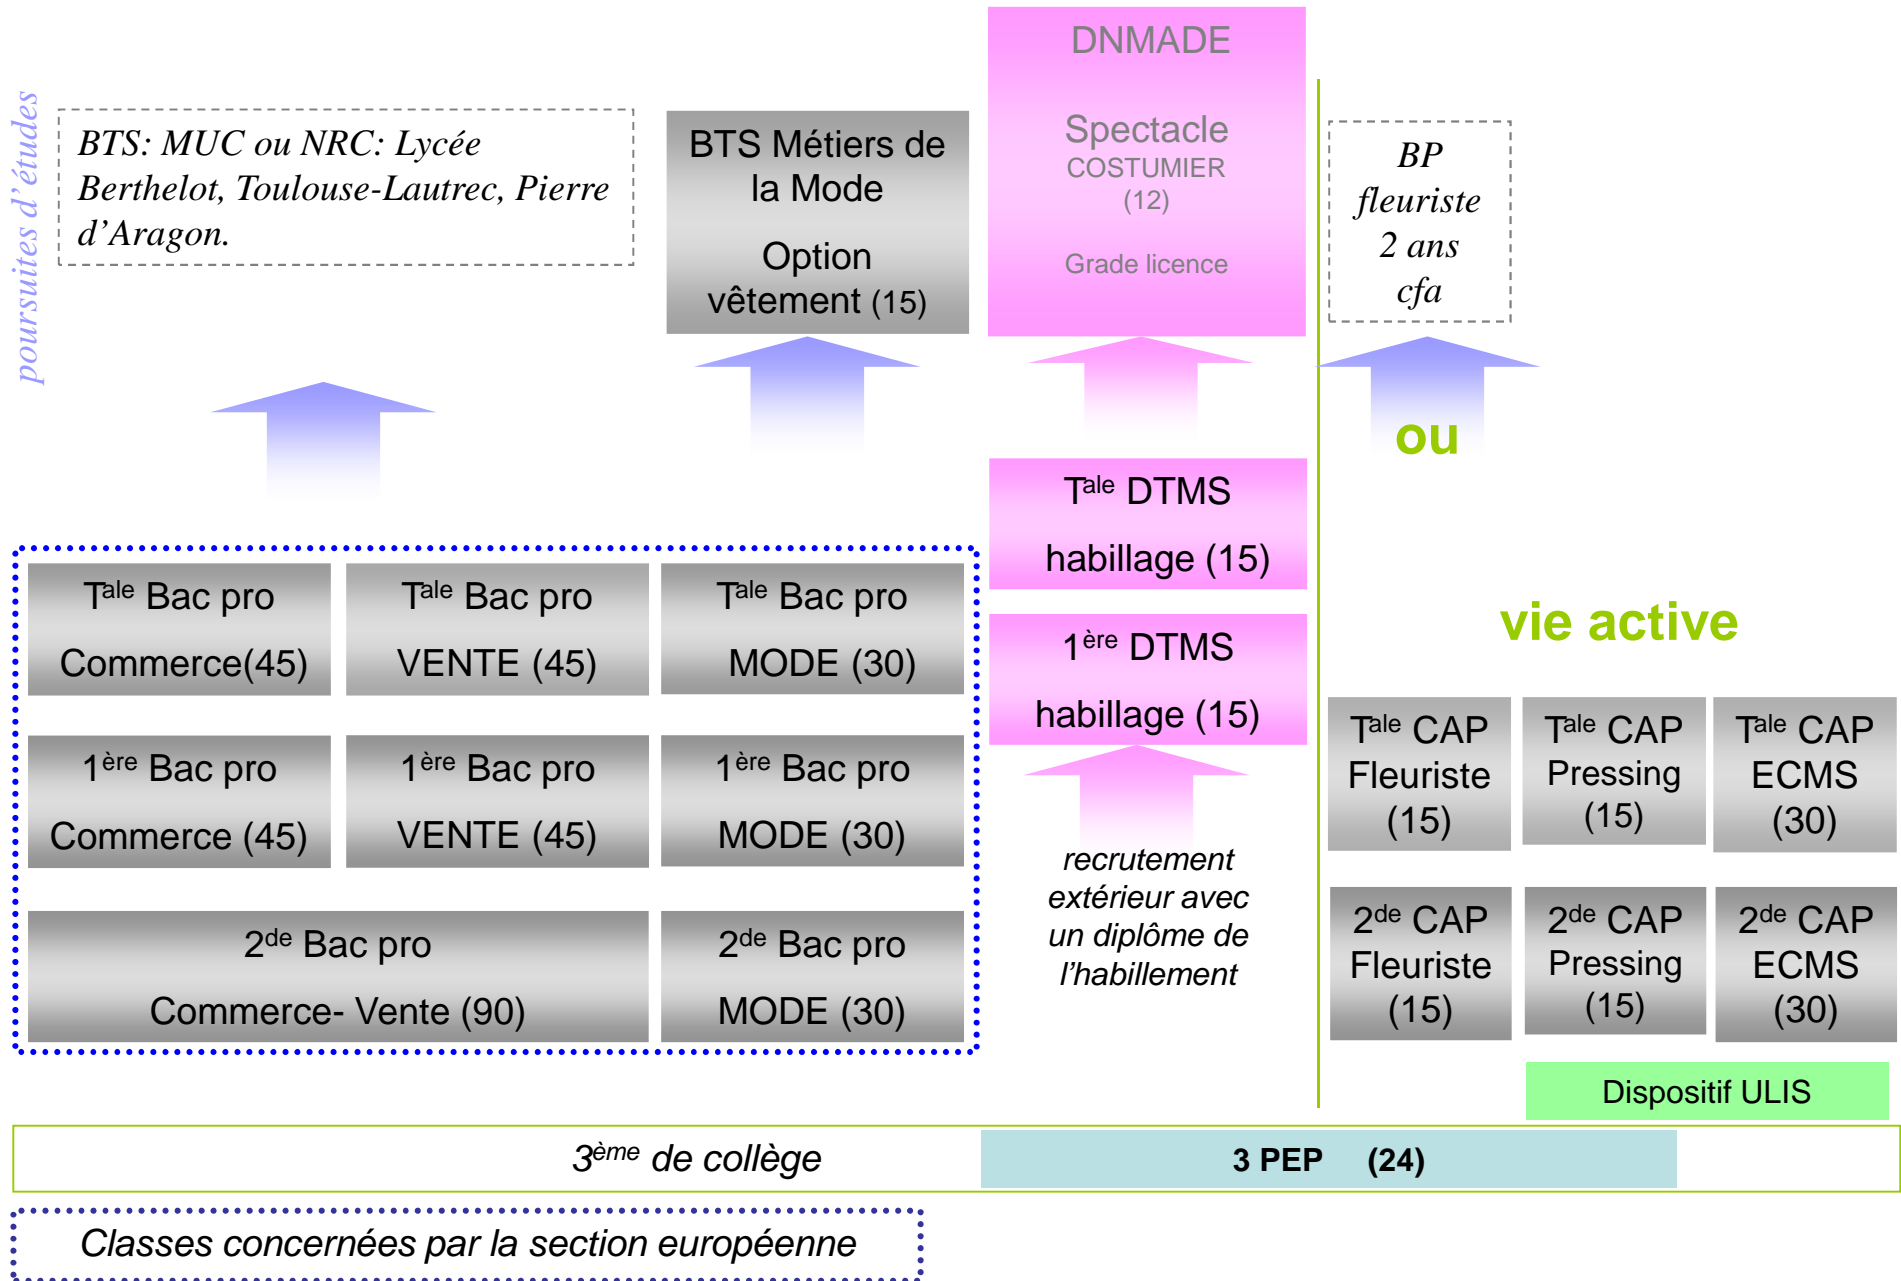 poursuites d'études
BTS: MUC ou NRC: Lycée
Berthelot, Toulouse-Lautrec, Pierre
d'Aragon.
BTS Métiers de
la Mode
Option
vêtement (15)
DNMADE
Spectacle
COSTUMIER
(12)
Grade licence
BP
fleuriste
2 ans
cfa
ou
vie active
Tale DTMS
habillage (15)
1ère DTMS
habillage (15)
recrutement
extérieur avec
un diplôme de
l'habillement
Tale Bac pro
Commerce(45)
Tale Bac pro
VENTE (45)
Tale Bac pro
MODE (30)
1ère Bac pro
Commerce (45)
1ère Bac pro
VENTE (45)
1ère Bac pro
MODE (30)
2de Bac pro
Commerce- Vente (90)
2de Bac pro
MODE (30)
Tale CAP
Fleuriste
(15)
Tale CAP
Pressing
(15)
Tale CAP
ECMS
(30)
2de CAP
Fleuriste
(15)
2de CAP
Pressing
(15)
2de CAP
ECMS
(30)
Dispositif ULIS
3ème de collège
3 PEP (24)
Classes concernées par la section européenne